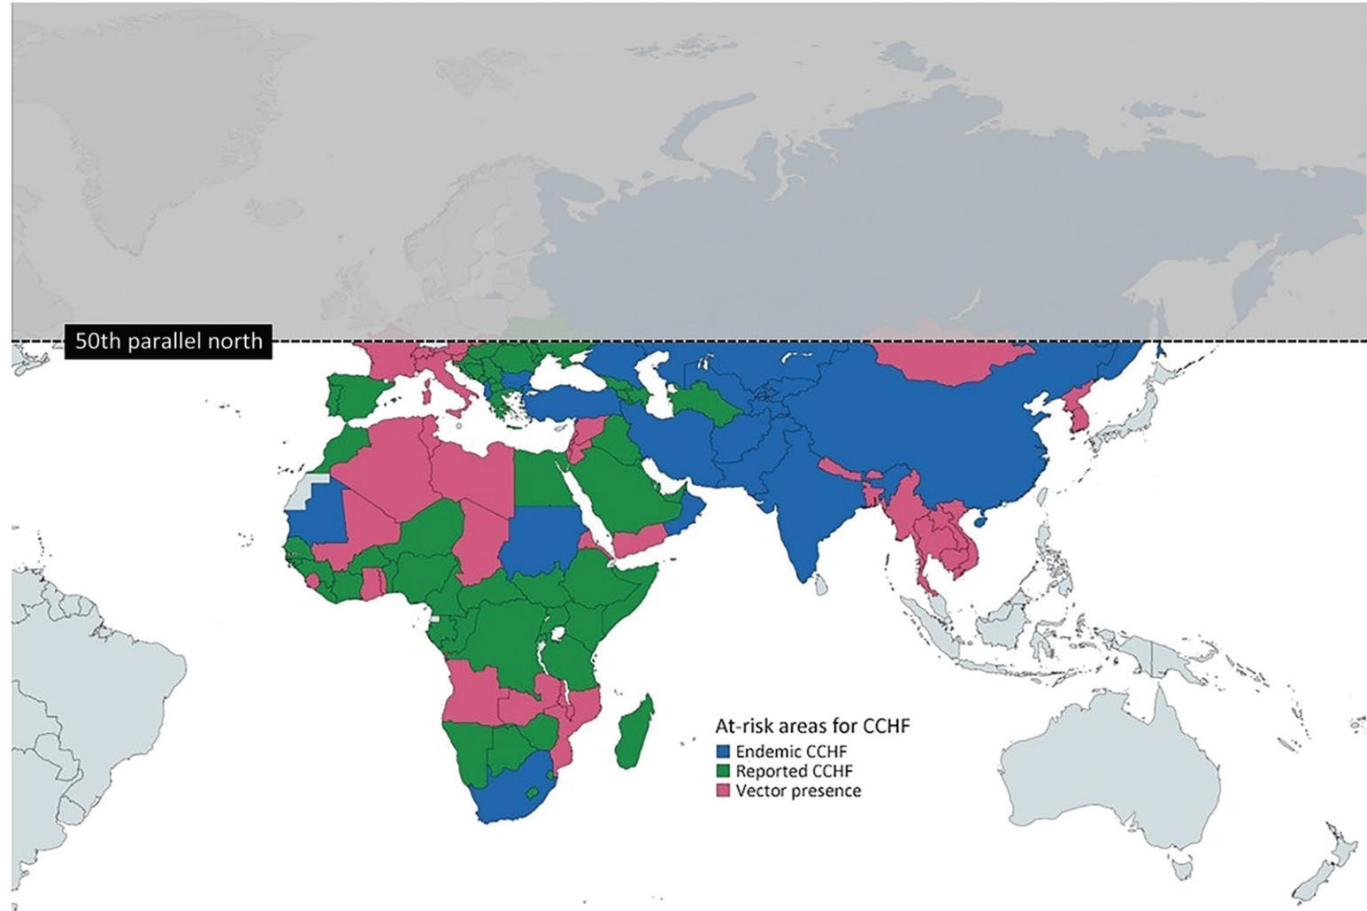 50th parallel north
At-risk areas for CCHF
Endemic CCHF
Reported CCHF
Vector presence